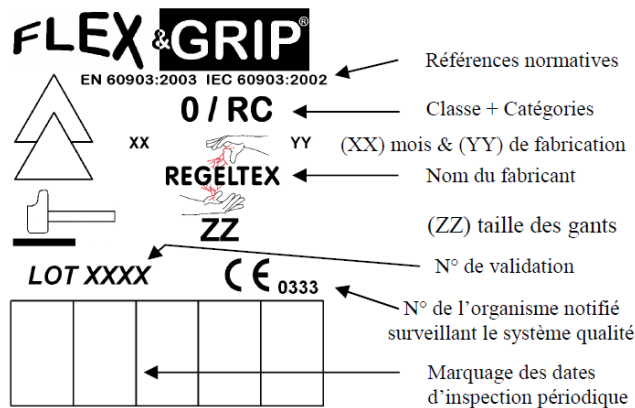 FLEX & GRIP®
EN 60903:2003 IEC 60903:2002
Références normatives
0 / RC
Classe + Catégories
XX
YY
(XX) mois & (YY) de fabrication
REGELTEX
Nom du fabricant
ZZ
(ZZ) taille des gants
LOT XXXX
N° de validation
CE 0333
N° de l'organisme notifié
surveillant le système qualité
Marquage des dates
d'inspection périodique